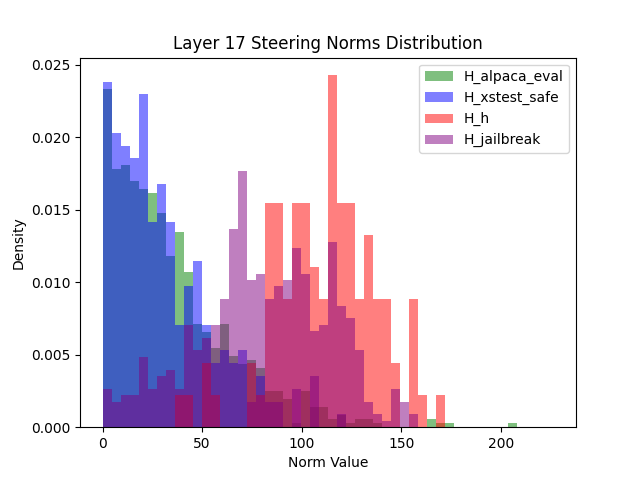 Layer 17 Steering Norms Distribution
H_alpaca_eval
H_xstest_safe
H_h
H_jailbreak
0.025
0.020
0.015
0.010
0.005
0.000
Density
0
50
100
150
200
Norm Value